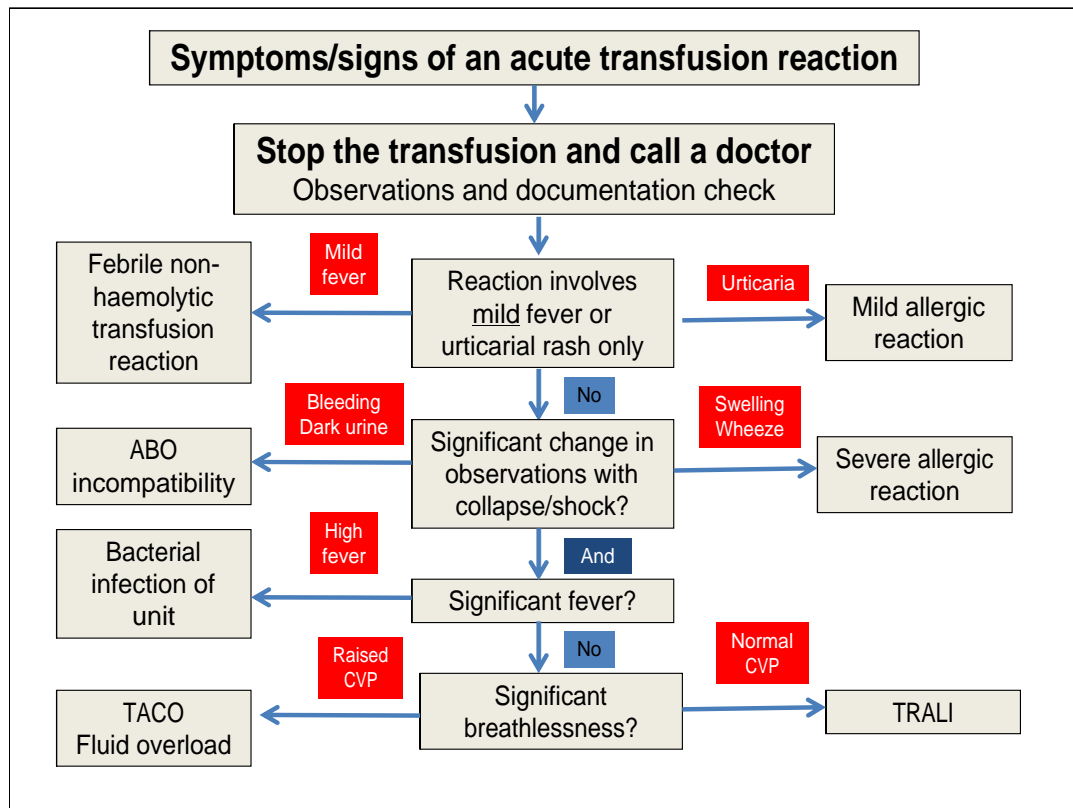 Symptoms/signs of an acute transfusion reaction
Stop the transfusion and call a doctor
Observations and documentation check
Mild
fever
Febrile non-
haemolytic
transfusion
reaction
Reaction involves
mild fever or
urticarial rash only
Urticaria
Mild allergic
reaction
No
Bleeding
Dark urine
ABO
incompatibility
Significant change in
observations with
collapse/shock?
Swelling
Wheeze
Severe allergic
reaction
And
High
fever
Bacterial
infection of
unit
Significant fever?
No
Raised
CVP
TACO
Fluid overload
Significant
breathlessness?
Normal
CVP
TRALI